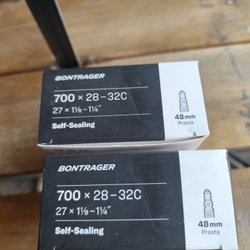 BONTRAGER
700 × 28-32C
27 × 1⅛-1¼"
Self-Sealing
48mm
Presta
BONTRAGER
700 × 28-32C
27 × 1⅛-1¼"
Self-Sealing
48mm
Presta